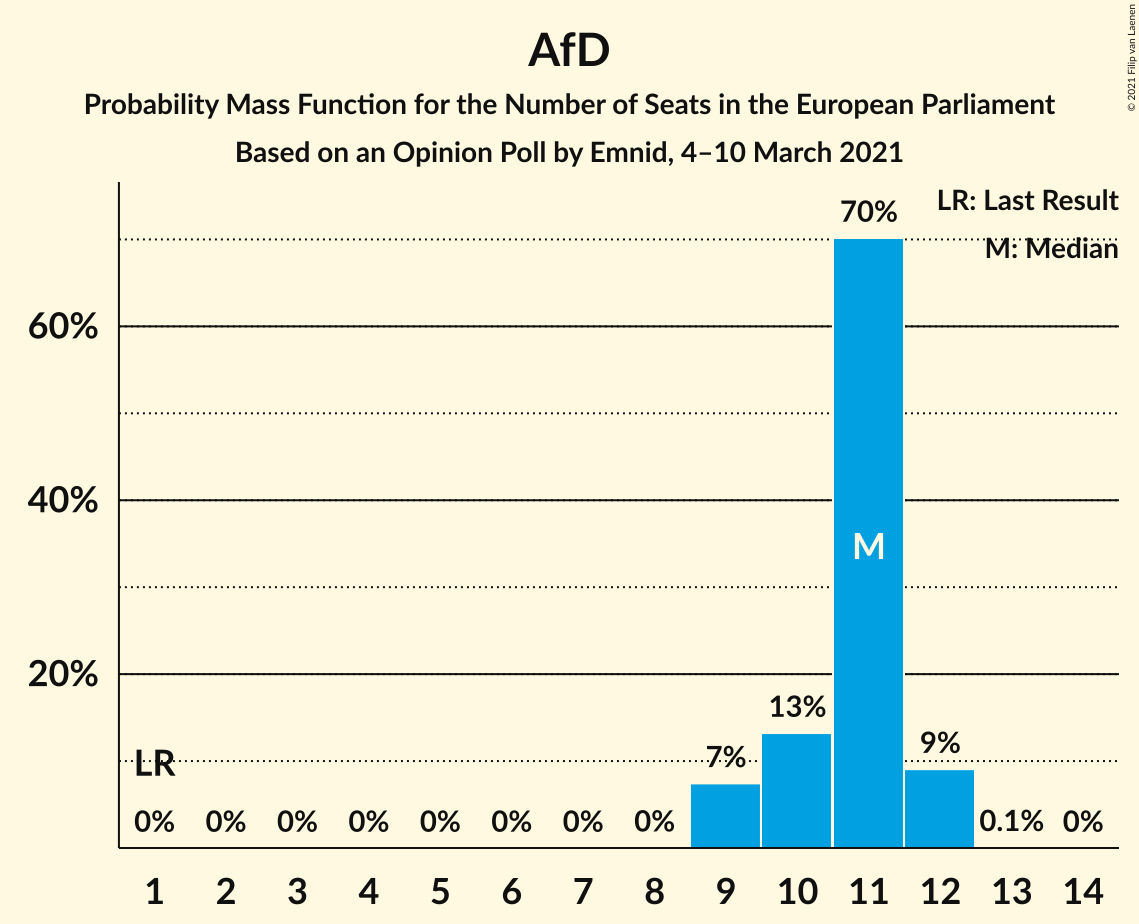 AfD
Probability Mass Function for the Number of Seats in the European Parliament
Based on an Opinion Poll by Emnid, 4–10 March 2021
© 2021 Filip van Laenen
LR: Last Result
M: Median
70%
60%
40%
M
20%
13%
9%
7%
LR
0% 0% 0% 0% 0% 0% 0% 0% 0.1% 0%
1 2 3 4 5 6 7 8 9 10 11 12 13 14